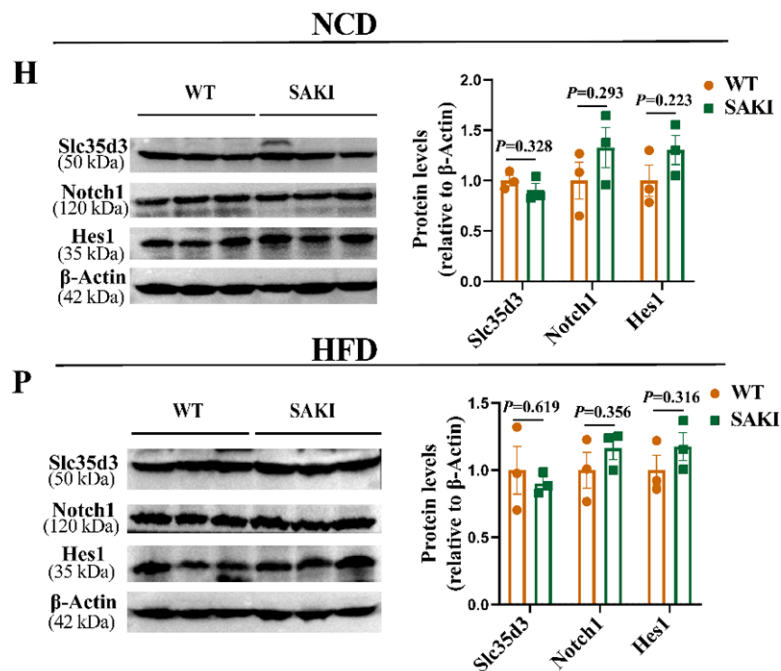 NCD
H
WT SAKI
Slc35d3
(50 kDa)
Notch1
(120 kDa)
Hes1
(35 kDa)
β-Actin
(42 kDa)
Protein levels
(relative to β-Actin)
2.0
1.5
1.0
0.5
0.0
P=0.328
P=0.293
P=0.223
WT
SAKI
Slc35d3
Notch1
Hes1
HFD
P
WT SAKI
Slc35d3
(50 kDa)
Notch1
(120 kDa)
Hes1
(35 kDa)
β-Actin
(42 kDa)
Protein levels
(relative to β-Actin)
1.5
1.0
0.5
0.0
P=0.619
P=0.356
P=0.316
WT
SAKI
Slc35d3
Notch1
Hes1